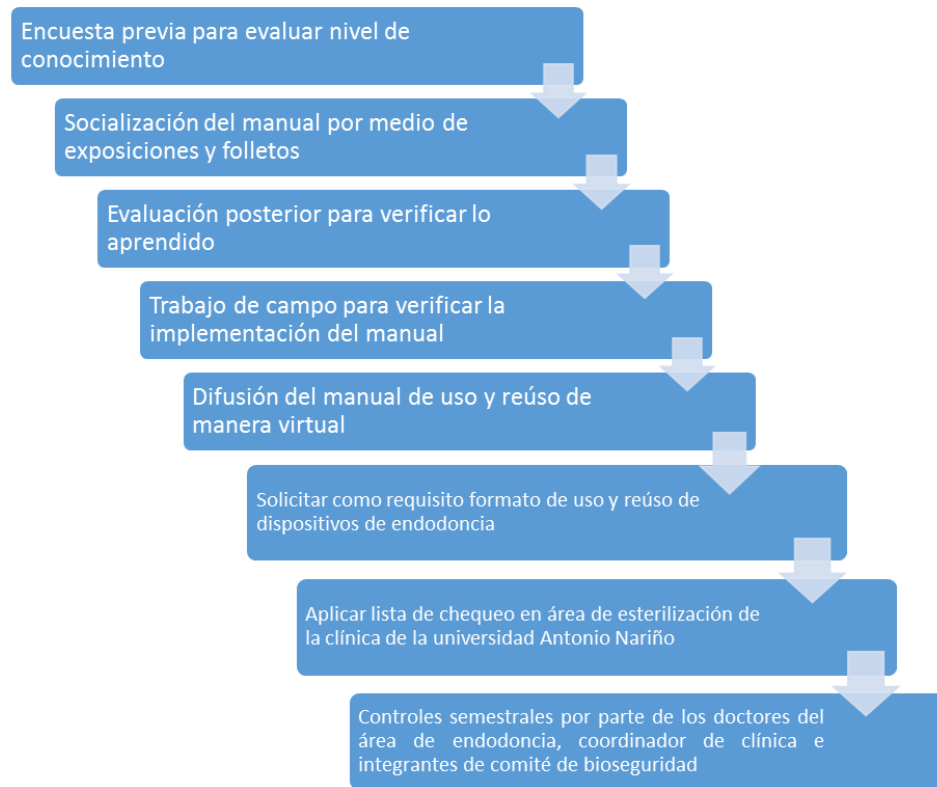 Encuesta previa para evaluar nivel de
conocimiento
Socialización del manual por medio de
exposiciones y folletos
Evaluación posterior para verificar lo
aprendido
Trabajo de campo para verificar la
implementación del manual
Difusión del manual de uso y reúso de
manera virtual
Solicitar como requisito formato de uso y reúso de
dispositivos de endodoncia
Aplicar lista de chequeo en área de esterilización de
la clínica de la universidad Antonio Nariño
Controles semestrales por parte de los doctores del
área de endodoncia, coordinador de clínica e
integrantes de comité de bioseguridad